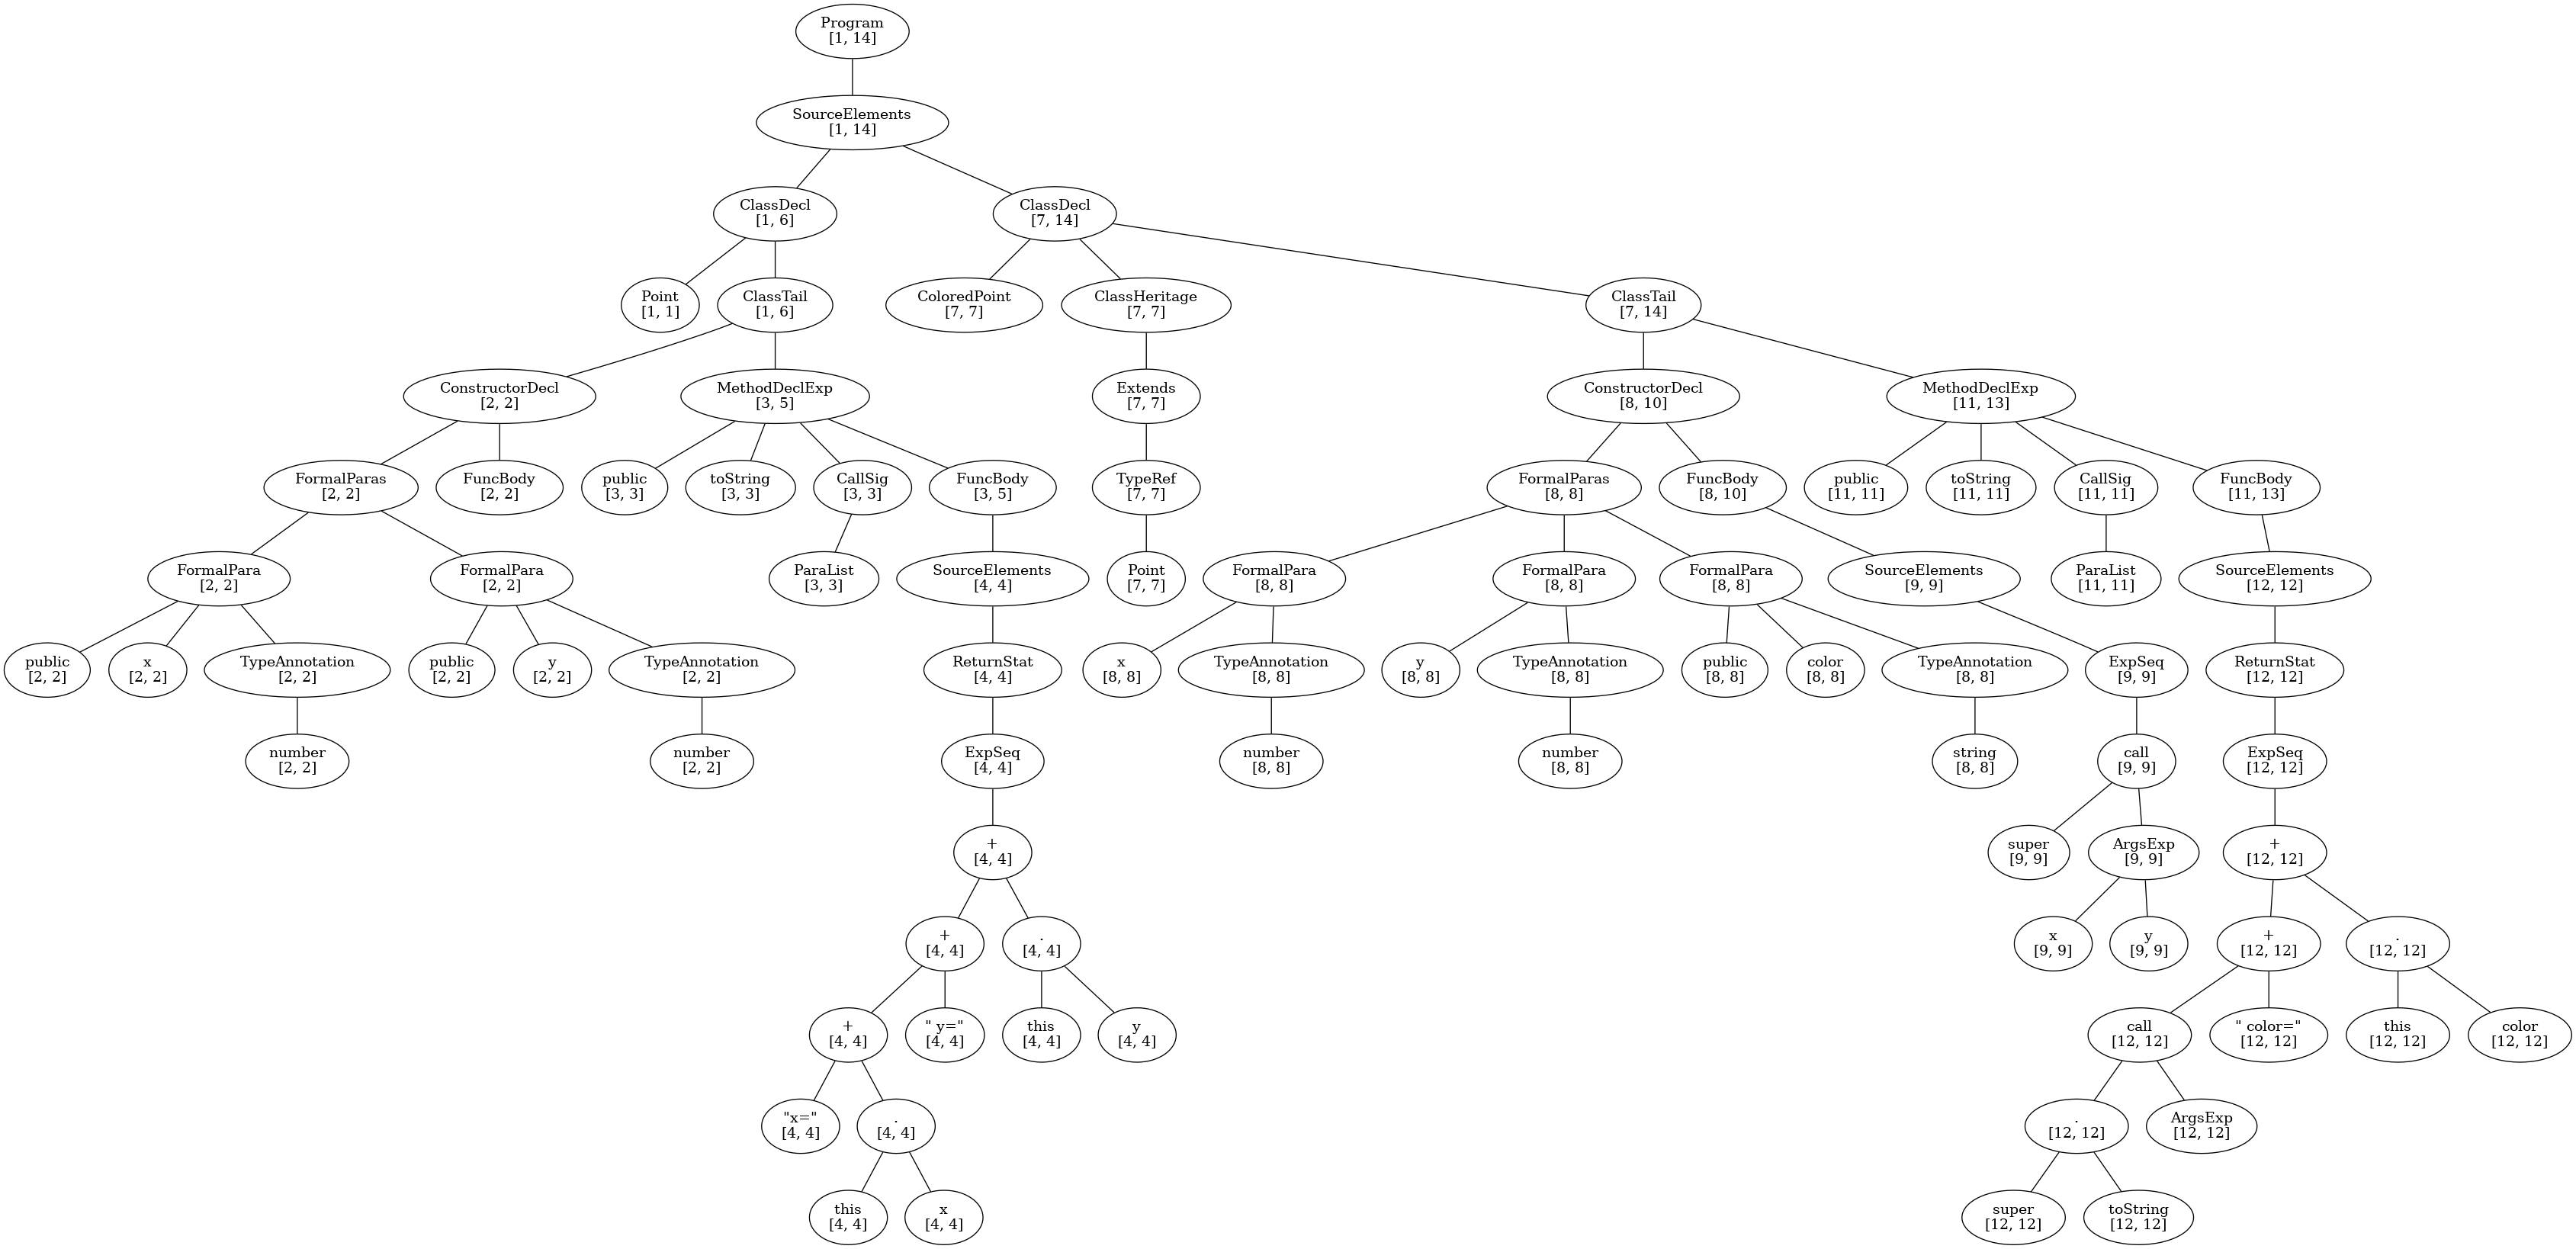 Program
[1, 14]
SourceElements
[1, 14]
ClassDecl
[1, 6]
ClassDecl
[7, 14]
Point
[1, 1]
ClassTail
[1, 6]
ColoredPoint
[7, 7]
ClassHeritage
[7, 7]
ClassTail
[7, 14]
ConstructorDecl
[2, 2]
MethodDeclExp
[3, 5]
Extends
[7, 7]
ConstructorDecl
[8, 10]
MethodDeclExp
[11, 13]
FormalParas
[2, 2]
FuncBody
[2, 2]
public
[3, 3]
toString
[3, 3]
CallSig
[3, 3]
FuncBody
[3, 5]
TypeRef
[7, 7]
FormalParas
[8, 8]
FuncBody
[8, 10]
public
[11, 11]
toString
[11, 11]
CallSig
[11, 11]
FuncBody
[11, 13]
FormalPara
[2, 2]
FormalPara
[2, 2]
ParaList
[3, 3]
SourceElements
[4, 4]
Point
[7, 7]
FormalPara
[8, 8]
FormalPara
[8, 8]
FormalPara
[8, 8]
SourceElements
[9, 9]
ParaList
[11, 11]
SourceElements
[12, 12]
public
[2, 2]
x
[2, 2]
TypeAnnotation
[2, 2]
public
[2, 2]
y
[2, 2]
TypeAnnotation
[2, 2]
ReturnStat
[4, 4]
x
[8, 8]
TypeAnnotation
[8, 8]
y
[8, 8]
TypeAnnotation
[8, 8]
public
[8, 8]
color
[8, 8]
TypeAnnotation
[8, 8]
ExpSeq
[9, 9]
ReturnStat
[12, 12]
number
[2, 2]
number
[2, 2]
ExpSeq
[4, 4]
number
[8, 8]
number
[8, 8]
string
[8, 8]
call
[9, 9]
ExpSeq
[12, 12]
+
[4, 4]
super
[9, 9]
ArgsExp
[9, 9]
+
[12, 12]
+
[4, 4]
.
[4, 4]
x
[9, 9]
y
[9, 9]
+
[12, 12]
.
[12, 12]
+
[4, 4]
" y="
[4, 4]
this
[4, 4]
y
[4, 4]
call
[12, 12]
" color="
[12, 12]
this
[12, 12]
color
[12, 12]
"x="
[4, 4]
.
[4, 4]
.
[12, 12]
ArgsExp
[12, 12]
this
[4, 4]
x
[4, 4]
super
[12, 12]
toString
[12, 12]